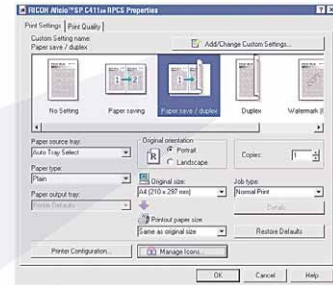 RICOH Aficio™SP C411DN RPCS Properties
Print Settings Print Quality
Custom Setting name:
Paper save / duplex
Add/Change Custom Settings...
No Setting Paper saving Paper save / duplex Duplex Watermark (
Paper source tray:
Auto Tray Select
Paper type:
Plain
Paper output tray:
Printer Defaults
Original orientation
R
Portrait
Landscape
Original size:
A4 (210 x 297 mm)
Printout paper size
Same as original size
Copies:
1
Job type:
Normal Print
Details...
Restore Defaults
Printer Configuration...
Manage Icons...
OK Cancel Help